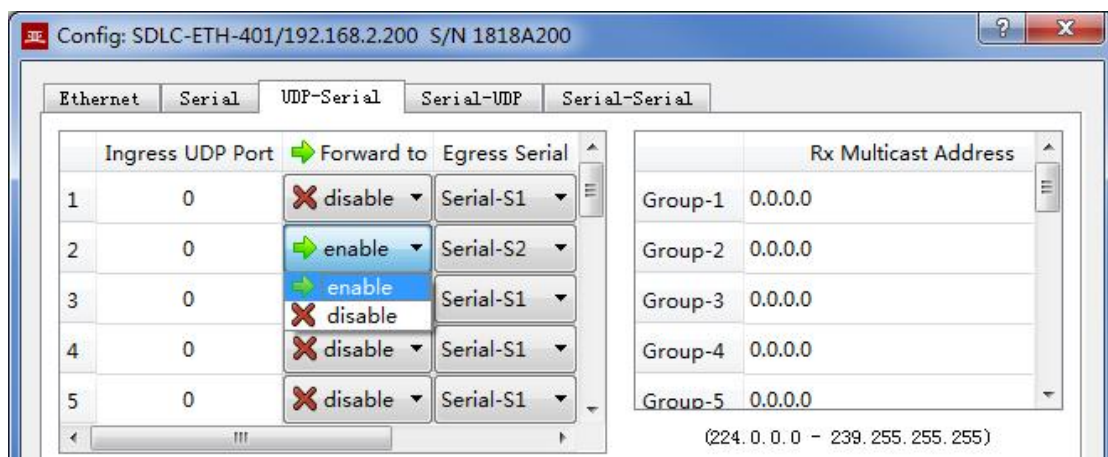 亚 Config: SDLC-ETH-401/192.168.2.200 S/N 1818A200
Ethernet Serial UDP-Serial Serial-UDP Serial-Serial
Ingress UDP Port Forward to Egress Serial
1 0 disable Serial-S1
2 0 enable Serial-S2
enable
3 0 Serial-S1
disable
4 0 disable Serial-S1
5 0 disable Serial-S1
Rx Multicast Address
Group-1 0.0.0.0
Group-2 0.0.0.0
Group-3 0.0.0.0
Group-4 0.0.0.0
Group-5 0.0.0.0
(224.0.0.0 - 239.255.255.255)